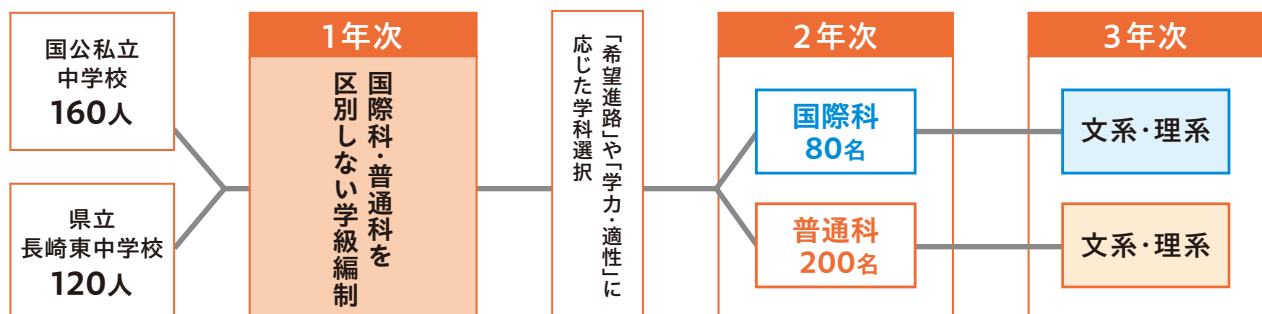 国公私立
中学校
160人
県立
長崎東中学校
120人
1年次
国際科・普通科を
区別しない学級編制
「希望進路」や「学力・適性」に
応じた学科選択
2年次
国際科
80名
普通科
200名
3年次
文系・理系
文系・理系